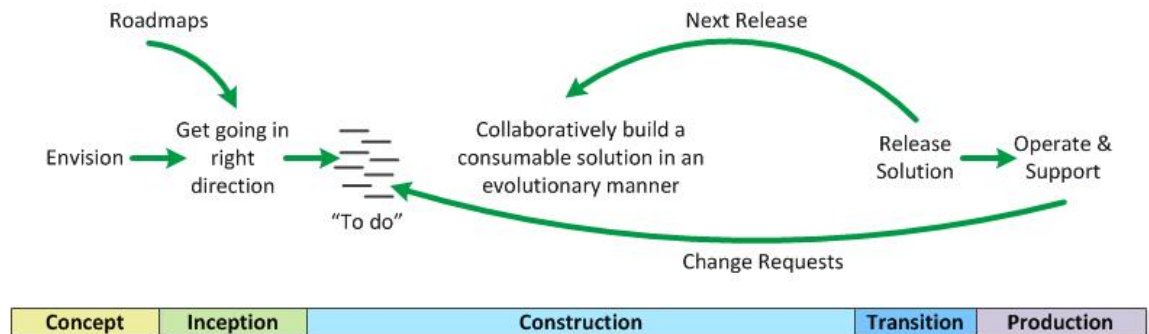 Roadmaps
Next Release
Envision
Get going in
right
direction
"To do"
Collaboratively build a
consumable solution in an
evolutionary manner
Release
Solution
Operate &
Support
Change Requests
Concept
Inception
Construction
Transition
Production